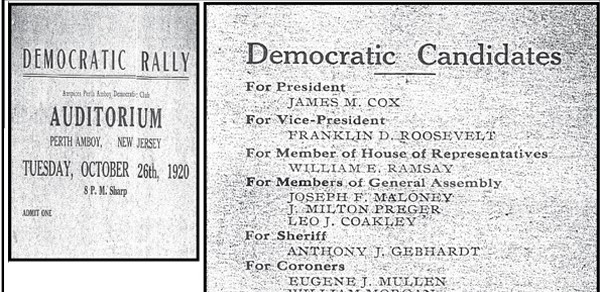 DEMOCRATIC RALLY
Auspices Perth Amboy Democratic Club
AUDITORIUM
PERTH AMBOY, NEW JERSEY
TUESDAY, OCTOBER 26th, 1920
8 P. M. Sharp
ADMIT ONE
Democratic Candidates
For President
JAMES M. COX
For Vice-President
FRANKLIN D. ROOSEVELT
For Member of House of Representatives
WILLIAM E. RAMSAY
For Members of General Assembly
JOSEPH F. MALONEY
J. MILTON PREGER
LEO J. COAKLEY
For Sheriff
ANTHONY J. GEBHARDT
For Coroners
EUGENE J. MULLEN
WILLIAM MORGAN